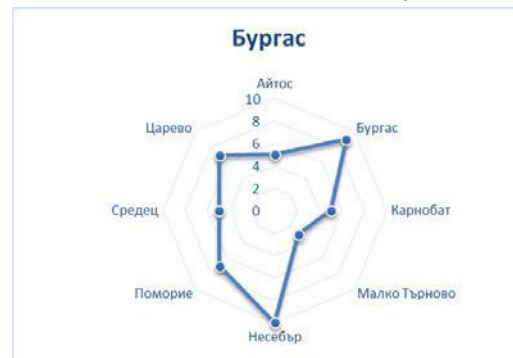 Бургас
Айтос
10
Царево
8
Бургас
6
4
2
Средец
0
Карнобат
Поморие
Малко Търново
Несебър